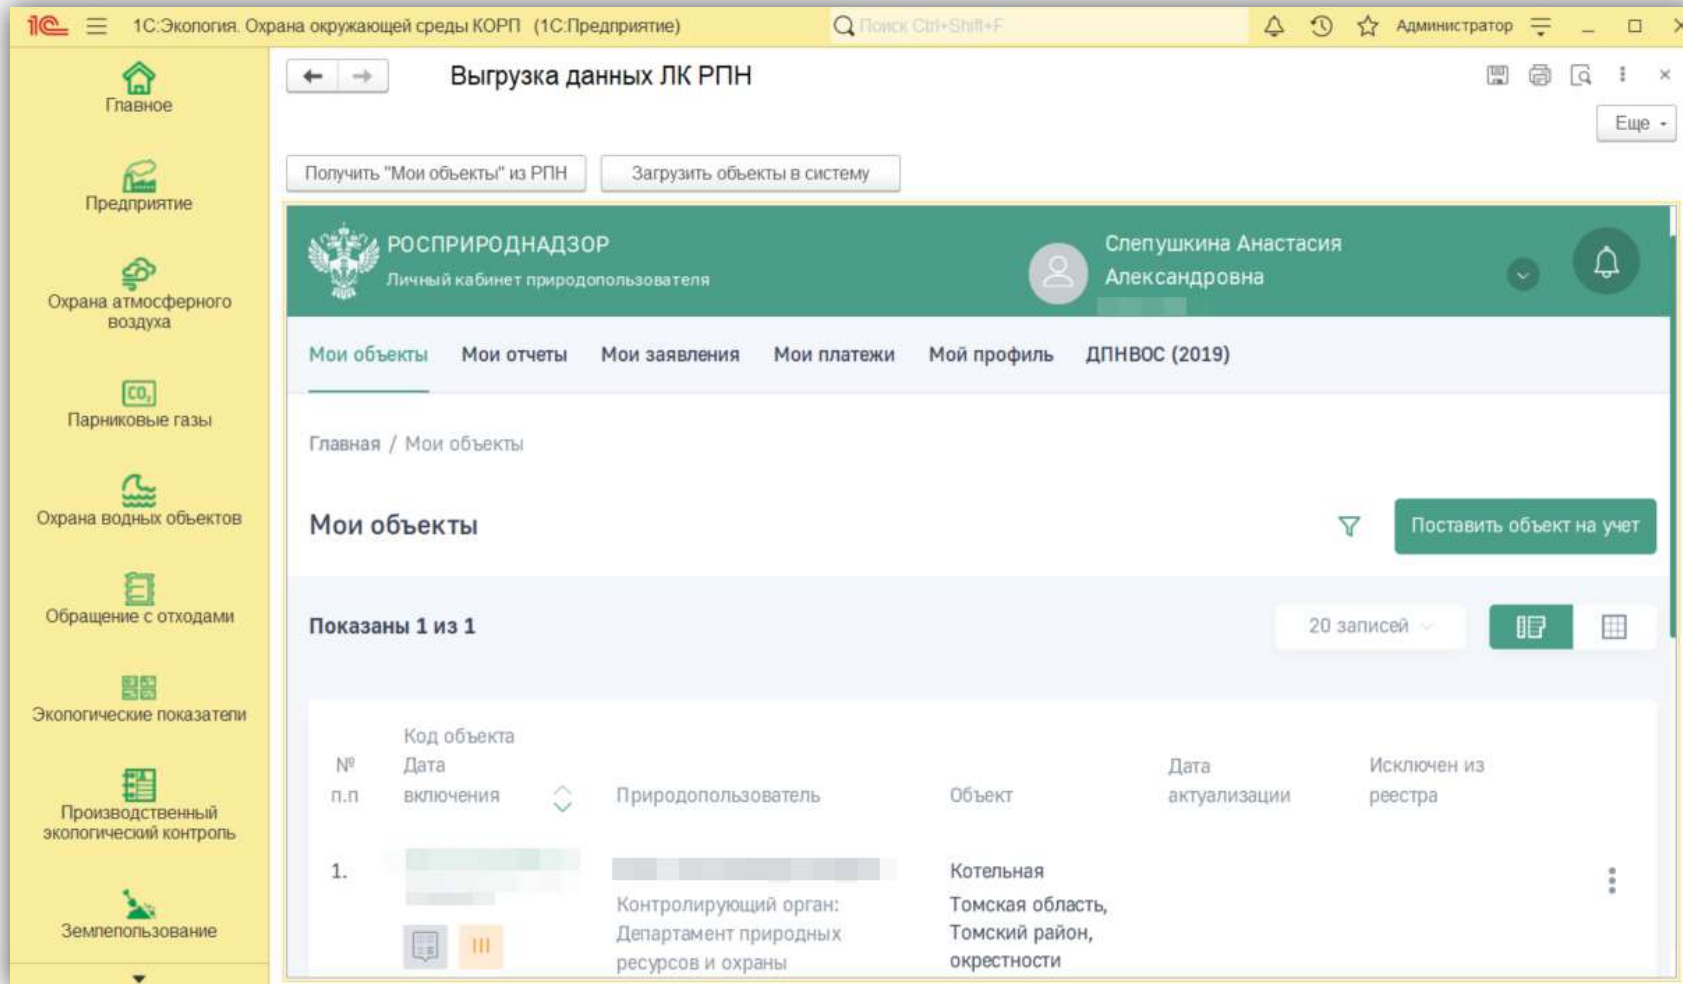 1С:Экология. Охрана окружающей среды КОРП (1С:Предприятие)
Поиск Ctrl+Shift+F
Администратор
Главное
Предприятие
Охрана атмосферного
воздуха
CO₂
Парниковые газы
Охрана водных объектов
Обращение с отходами
Экологические показатели
Производственный
экологический контроль
Землепользование
Выгрузка данных ЛК РПН
Еще
Получить "Мои объекты" из РПН
Загрузить объекты в систему
РОСПРИРОДНАДЗОР
Личный кабинет природопользователя
Слепушкина Анастасия
Александровна
Мои объекты Мои отчеты Мои заявления Мои платежи Мой профиль ДПНВОС (2019)
Главная / Мои объекты
Мои объекты
Поставить объект на учет
Показаны 1 из 1
20 записей
№
п.п
Код объекта
Дата
включения
Природопользователь
Объект
Дата
актуализации
Исключен из
реестра
1.
III
Контролирующий орган:
Департамент природных
ресурсов и охраны
Котельная
Томская область,
Томский район,
окрестности